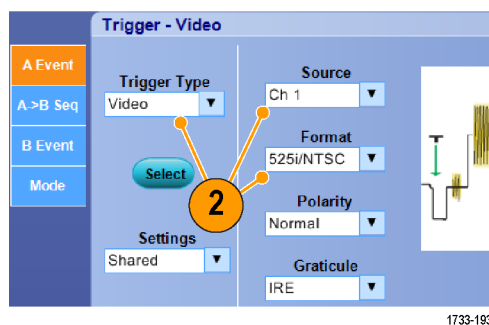 Trigger - Video
A Event
A->B Seq
B Event
Mode
Trigger Type
Video
Select
Settings
Shared
2
Source
Ch 1
Format
525i/NTSC
Polarity
Normal
Graticule
IRE
T